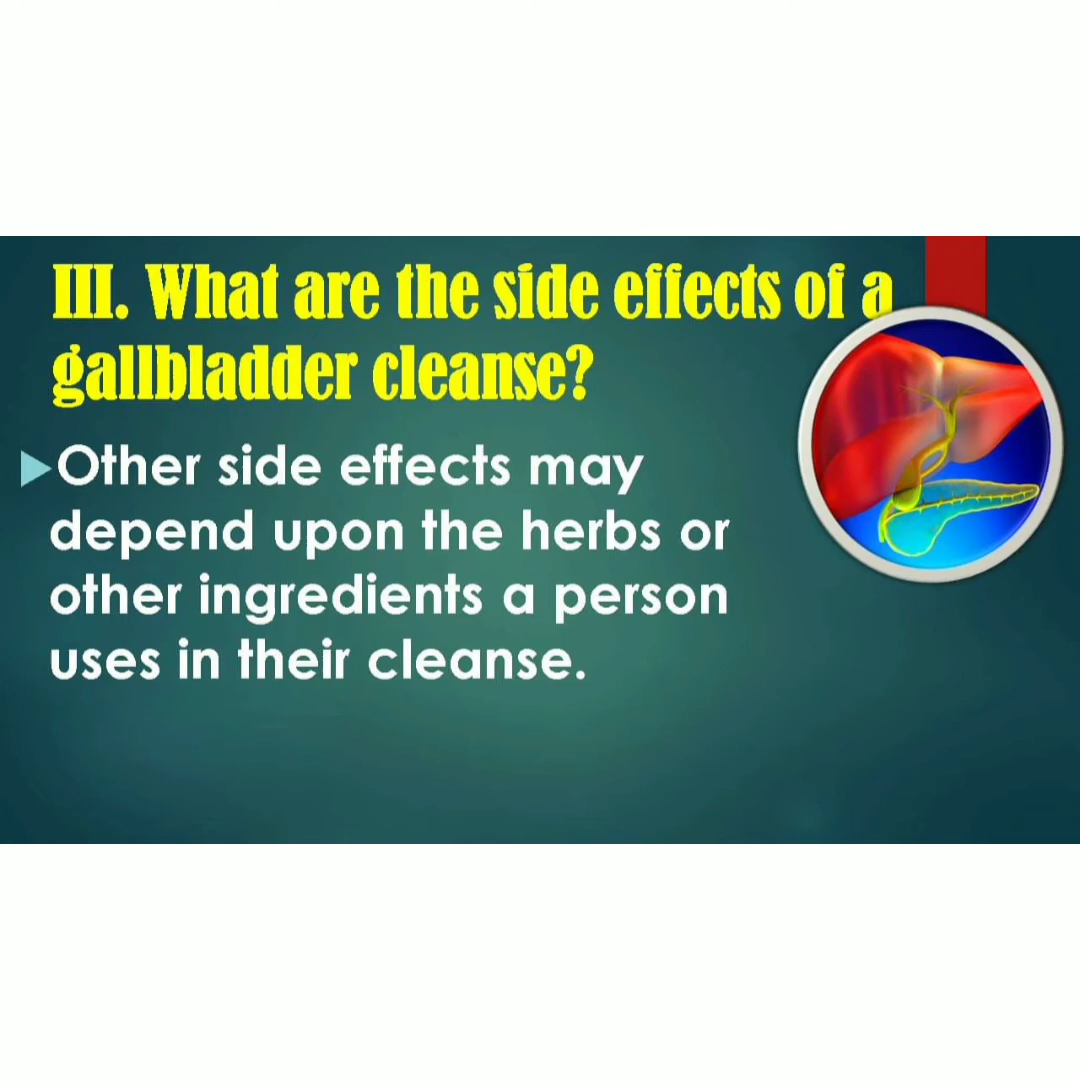 III. What are the side effects of a
gallbladder cleanse?
Other side effects may
depend upon the herbs or
other ingredients a person
uses in their cleanse.